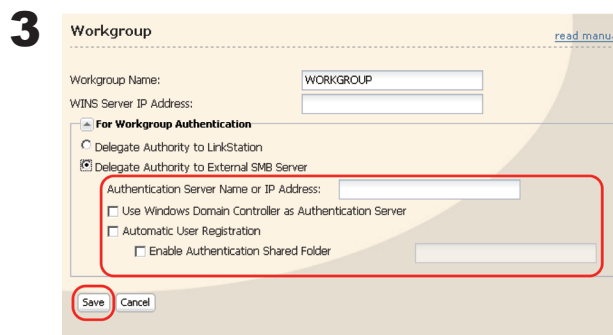 3
Workgroup
read manu
Workgroup Name: WORKGROUP
WINS Server IP Address:
For Workgroup Authentication
Delegate Authority to LinkStation
Delegate Authority to External SMB Server
Authentication Server Name or IP Address:
Use Windows Domain Controller as Authentication Server
Automatic User Registration
Enable Authentication Shared Folder
Save Cancel